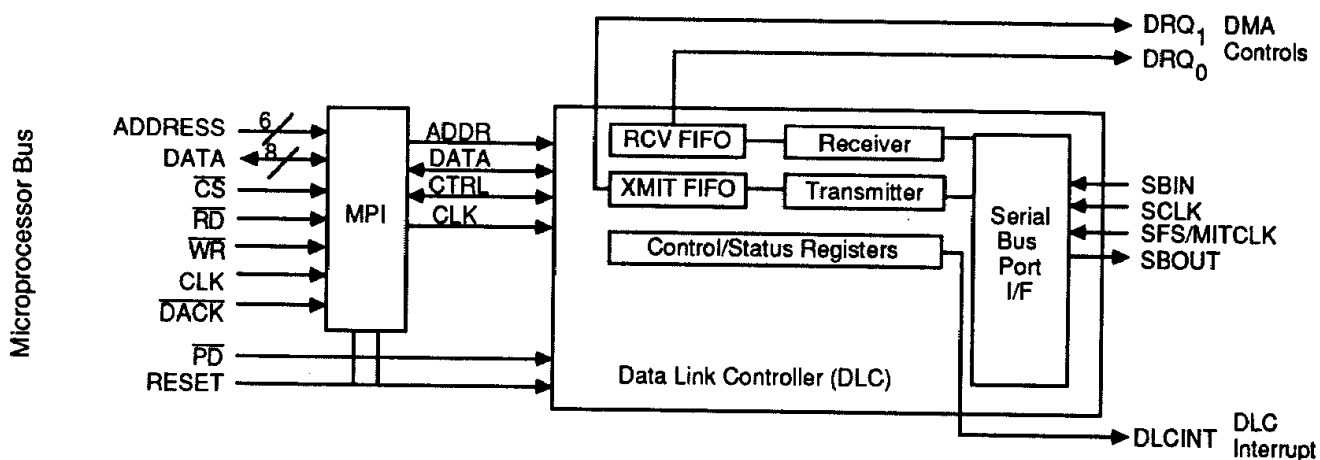 Microprocessor Bus
ADDRESS 6
DATA 8
CS
RD
WR
CLK
DACK
PD
RESET
MPI
ADDR
DATA
CTRL
CLK
RCV FIFO
Receiver
XMIT FIFO
Transmitter
Control/Status Registers
Data Link Controller (DLC)
Serial
Bus
Port
I/F
DRQ1 DMA
DRQ0 Controls
SBIN
SCLK
SFS/MITCLK
SBOUT
DLCINT DLC
Interrupt